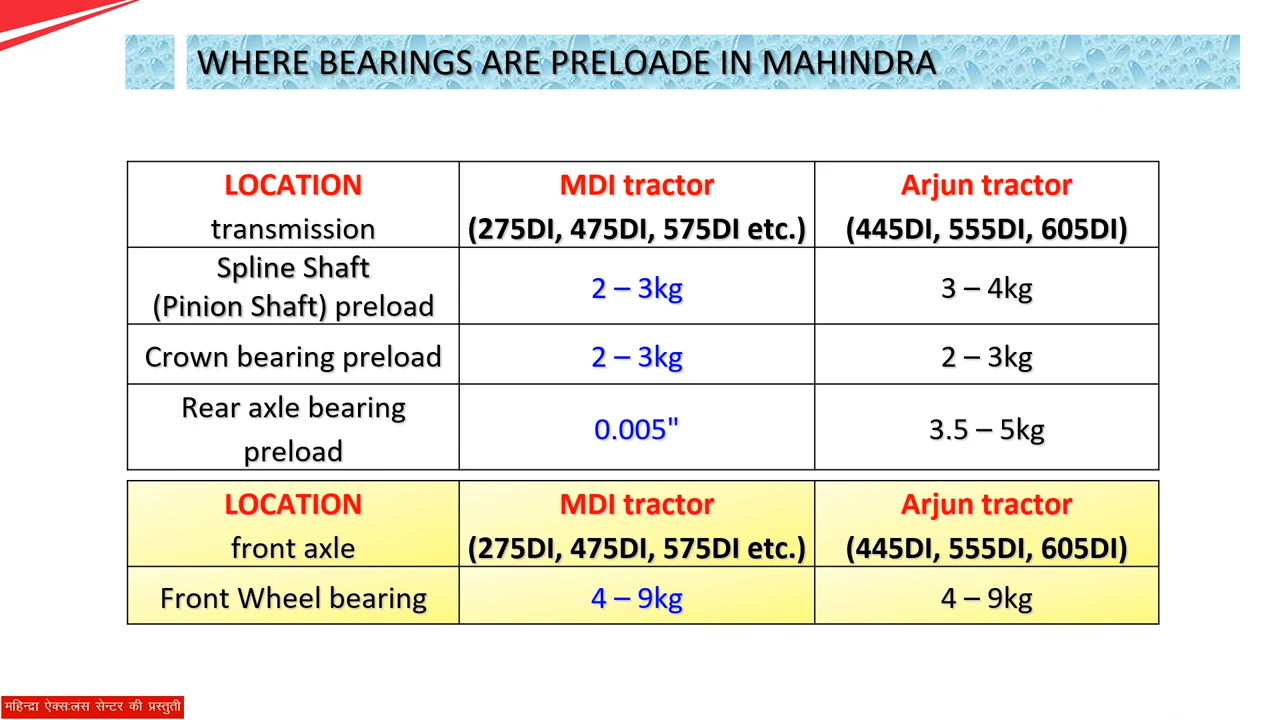 WHERE BEARINGS ARE PRELOADE IN MAHINDRA
LOCATION
transmission
MDI tractor
(275DI, 475DI, 575DI etc.)
Arjun tractor
(445DI, 555DI, 605DI)
Spline Shaft
(Pinion Shaft) preload
2 – 3kg
3 – 4kg
Crown bearing preload
2 – 3kg
2 – 3kg
Rear axle bearing
preload
0.005"
3.5 – 5kg
LOCATION
front axle
MDI tractor
(275DI, 475DI, 575DI etc.)
Arjun tractor
(445DI, 555DI, 605DI)
Front Wheel bearing
4 – 9kg
4 – 9kg
महिन्द्रा ऐक्सःलंस सेन्टर की प्रस्तुती